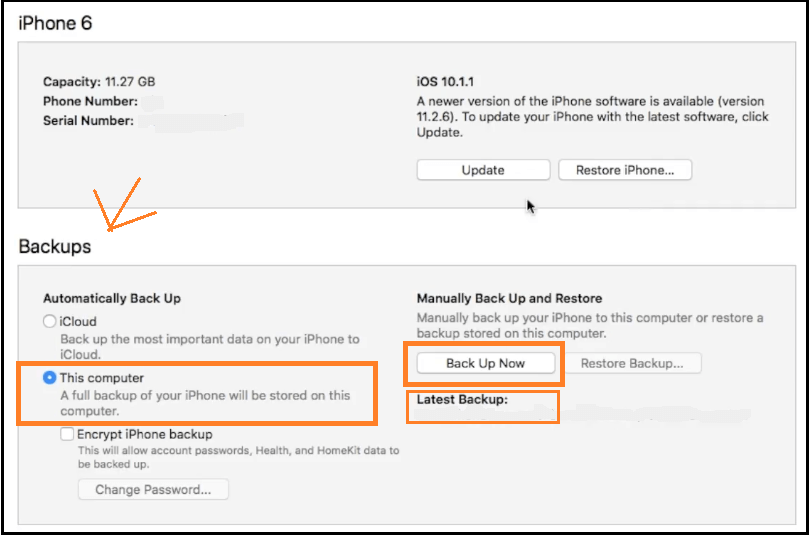 iPhone 6
Capacity: 11.27 GB
Phone Number:
Serial Number:
iOS 10.1.1
A newer version of the iPhone software is available (version
11.2.6). To update your iPhone with the latest software, click
Update.
Update
Restore iPhone...
Backups
Automatically Back Up
iCloud
Back up the most important data on your iPhone to
iCloud.
This computer
A full backup of your iPhone will be stored on this
computer.
Encrypt iPhone backup
This will allow account passwords, Health, and HomeKit data to
be backed up.
Change Password...
Manually Back Up and Restore
Manually back up your iPhone to this computer or restore a
backup stored on this computer.
Back Up Now
Restore Backup...
Latest Backup: